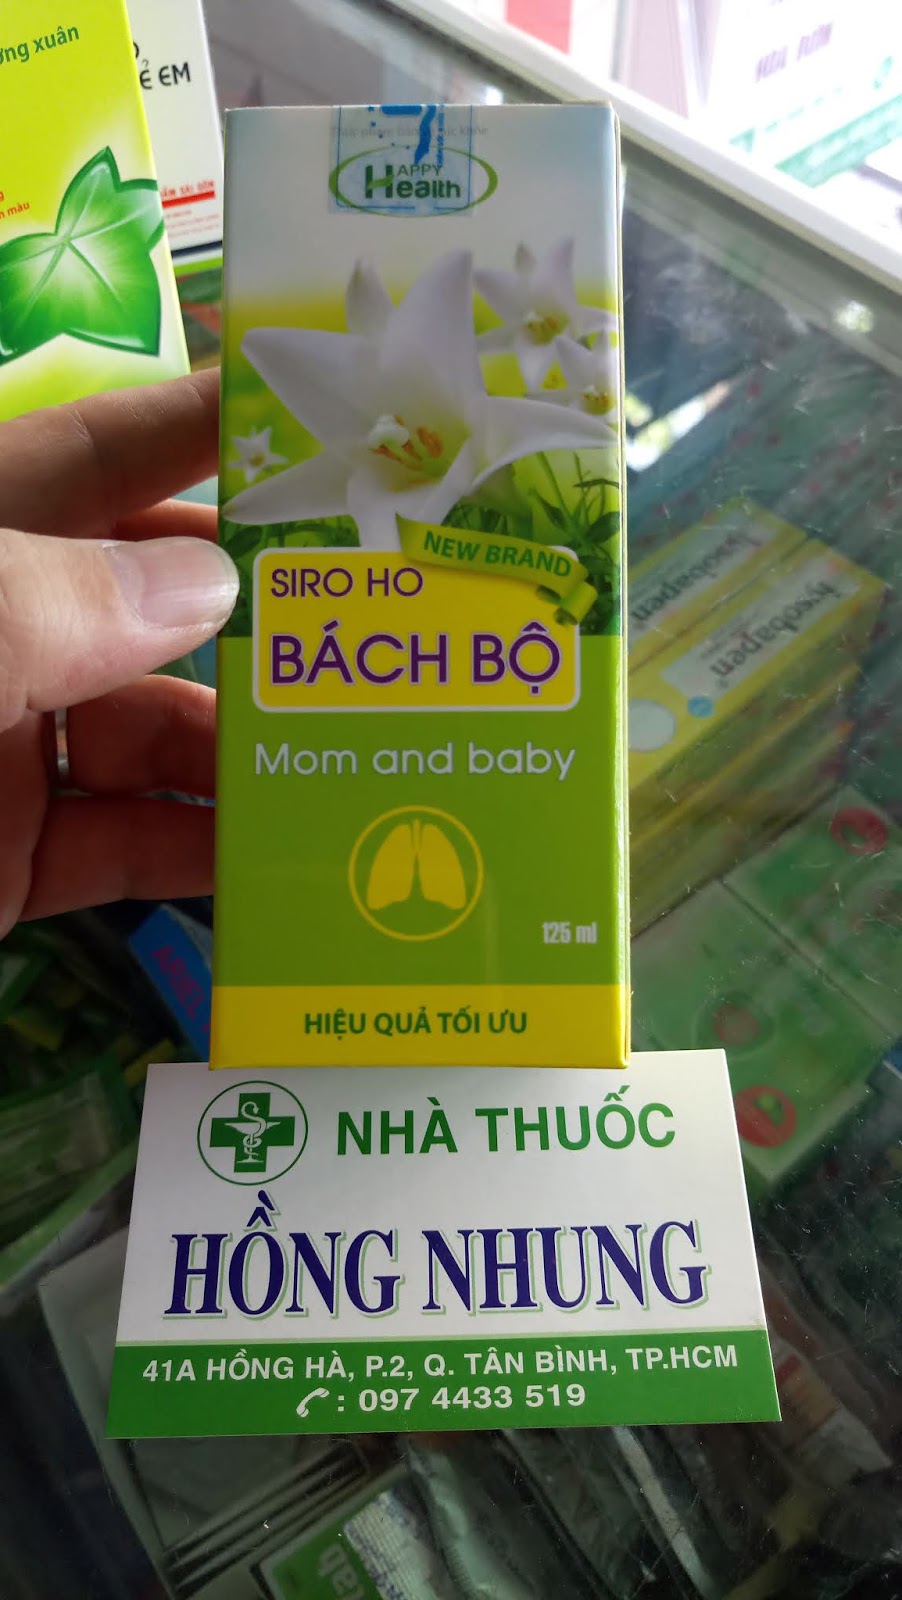 Ẻ EM
HAPPY
Health
NEW BRAND
SIRO HO
BÁCH BỘ
Mom and baby
125 ml
HIỆU QUẢ TỐI ƯU
NHÀ THUỐC
HỒNG NHUNG
41A HỒNG HÀ, P.2, Q. TÂN BÌNH, TP.HCM
: 097 4433 519